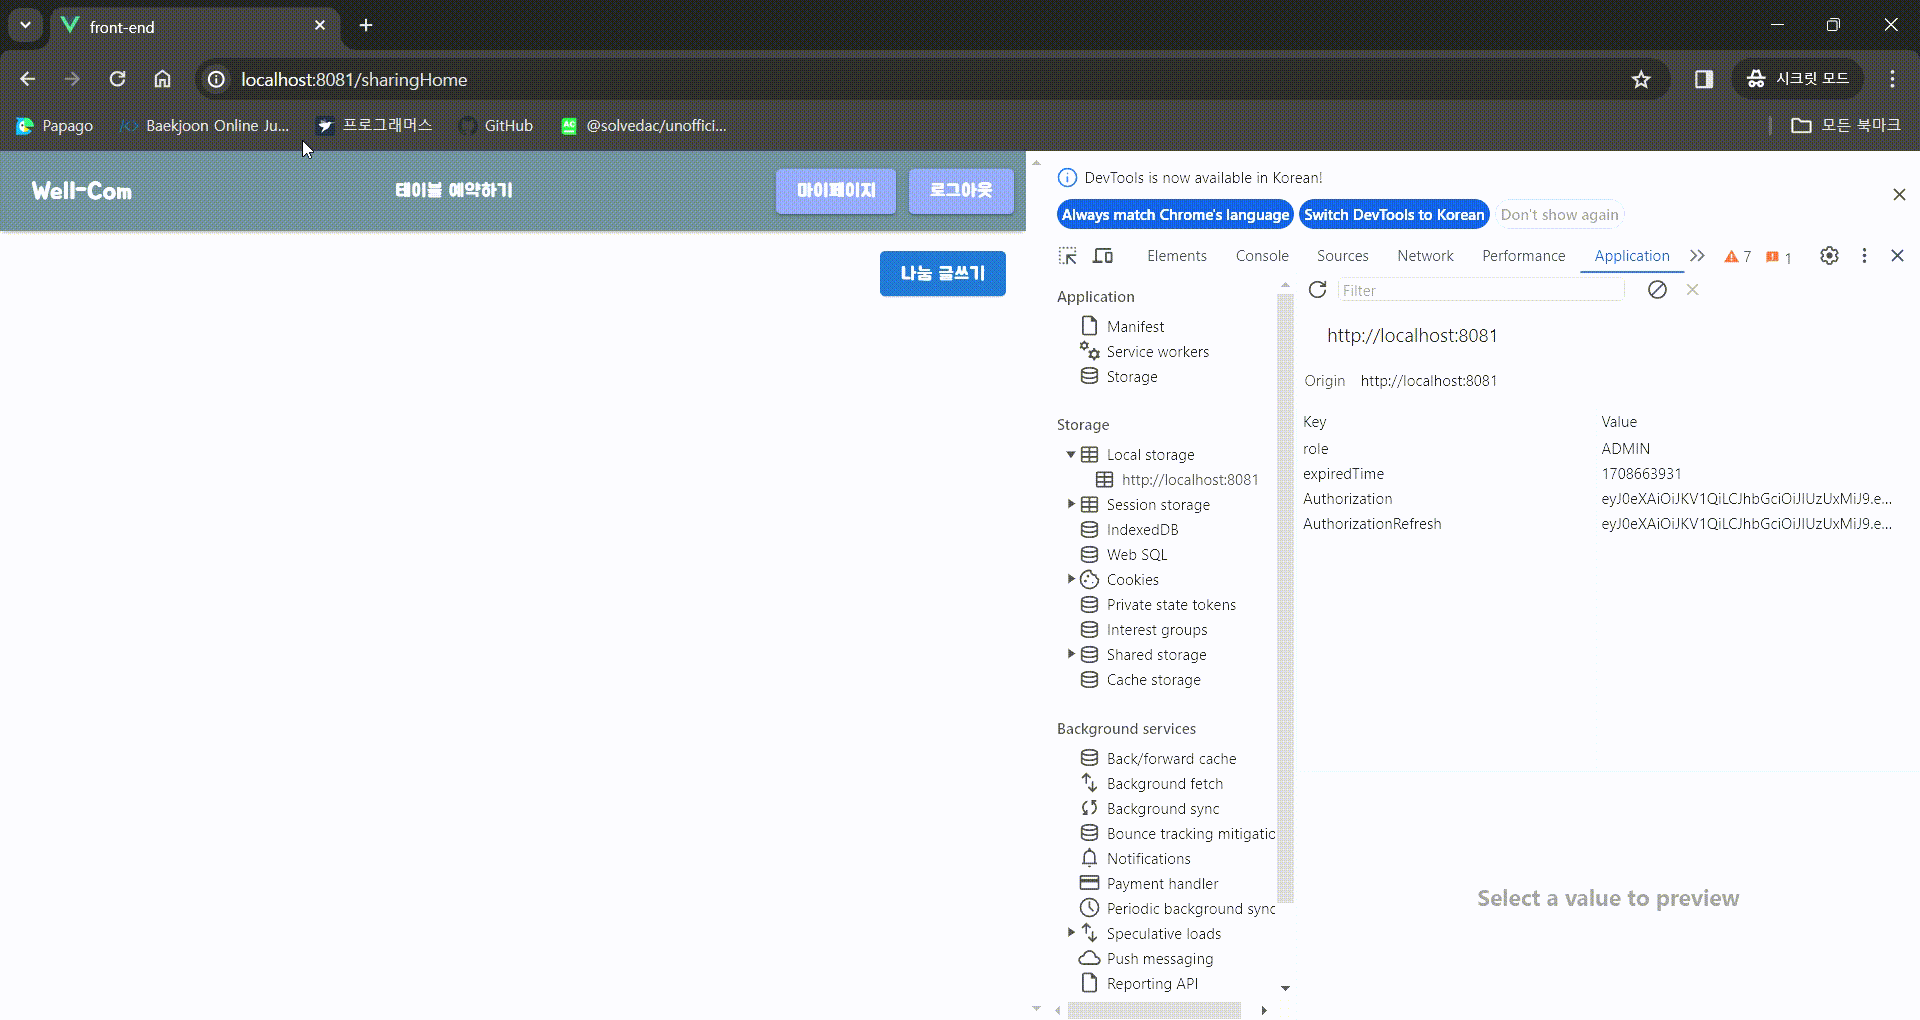 front-end
localhost:8081/sharingHome
시크릿 모드
Papago
Baekjoon Online Ju...
프로그래머스
GitHub
@solvedac/unoffici...
모든 북마크
Well-Com
테이블 예약하기
마이페이지
로그아웃
나눔 글쓰기
DevTools is now available in Korean!
Always match Chrome's language
Switch DevTools to Korean
Don't show again
Elements
Console
Sources
Network
Performance
Application
7
1
Application
Manifest
Service workers
Storage
Storage
Local storage
http://localhost:8081
Session storage
IndexedDB
Web SQL
Cookies
Private state tokens
Interest groups
Shared storage
Cache storage
Background services
Back/forward cache
Background fetch
Background sync
Bounce tracking mitigatio
Notifications
Payment handler
Periodic background sync
Speculative loads
Push messaging
Reporting API
Filter
http://localhost:8081
Origin http://localhost:8081
Key Value
role ADMIN
expiredTime 1708663931
Authorization eyJ0eXAiOiJKV1QiLCJhbGciOiJIUzUxMiJ9.e...
AuthorizationRefresh eyJ0eXAiOiJKV1QiLCJhbGciOiJIUzUxMiJ9.e...
Select a value to preview